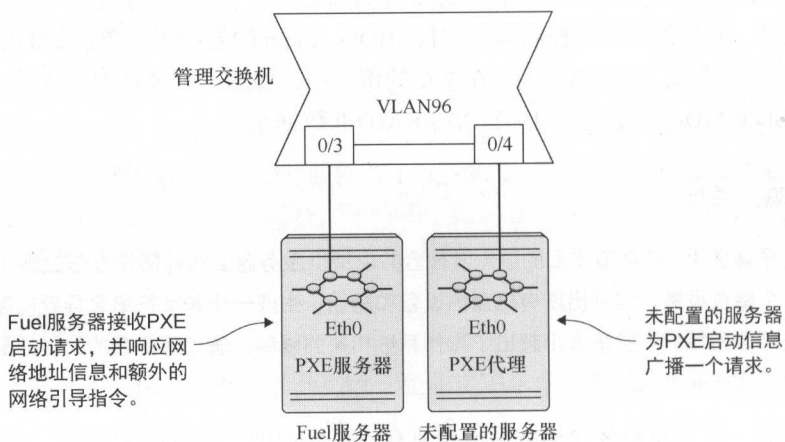 管理交换机
VLAN96
0/3
0/4
Fuel服务器接收PXE
启动请求，并响应网
络地址信息和额外的
网络引导指令。
Eth0
PXE服务器
Eth0
PXE代理
未配置的服务器
为PXE启动信息
广播一个请求。
Fuel服务器
未配置的服务器